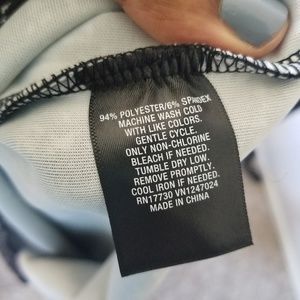 94% POLYESTER/6% SPANDEX
MACHINE WASH COLD
WITH LIKE COLORS.
GENTLE CYCLE.
ONLY NON-CHLORINE
BLEACH IF NEEDED.
TUMBLE DRY LOW.
REMOVE PROMPTLY.
COOL IRON IF NEEDED.
RN17730 VN1247024
MADE IN
CHINA